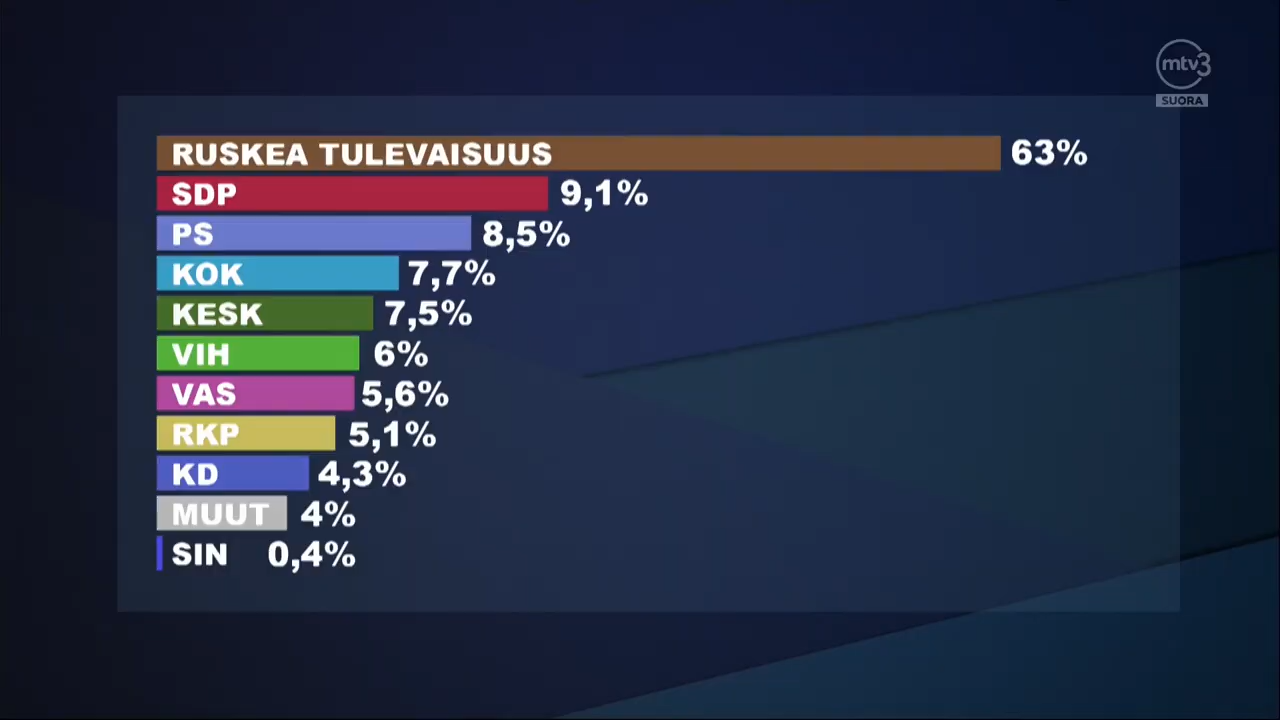 mtv3
SUORA
RUSKEA TULEVAISUUS 63%
SDP 9,1%
PS 8,5%
KOK 7,7%
KESK 7,5%
VIH 6%
VAS 5,6%
RKP 5,1%
KD 4,3%
MUUT 4%
SIN 0,4%